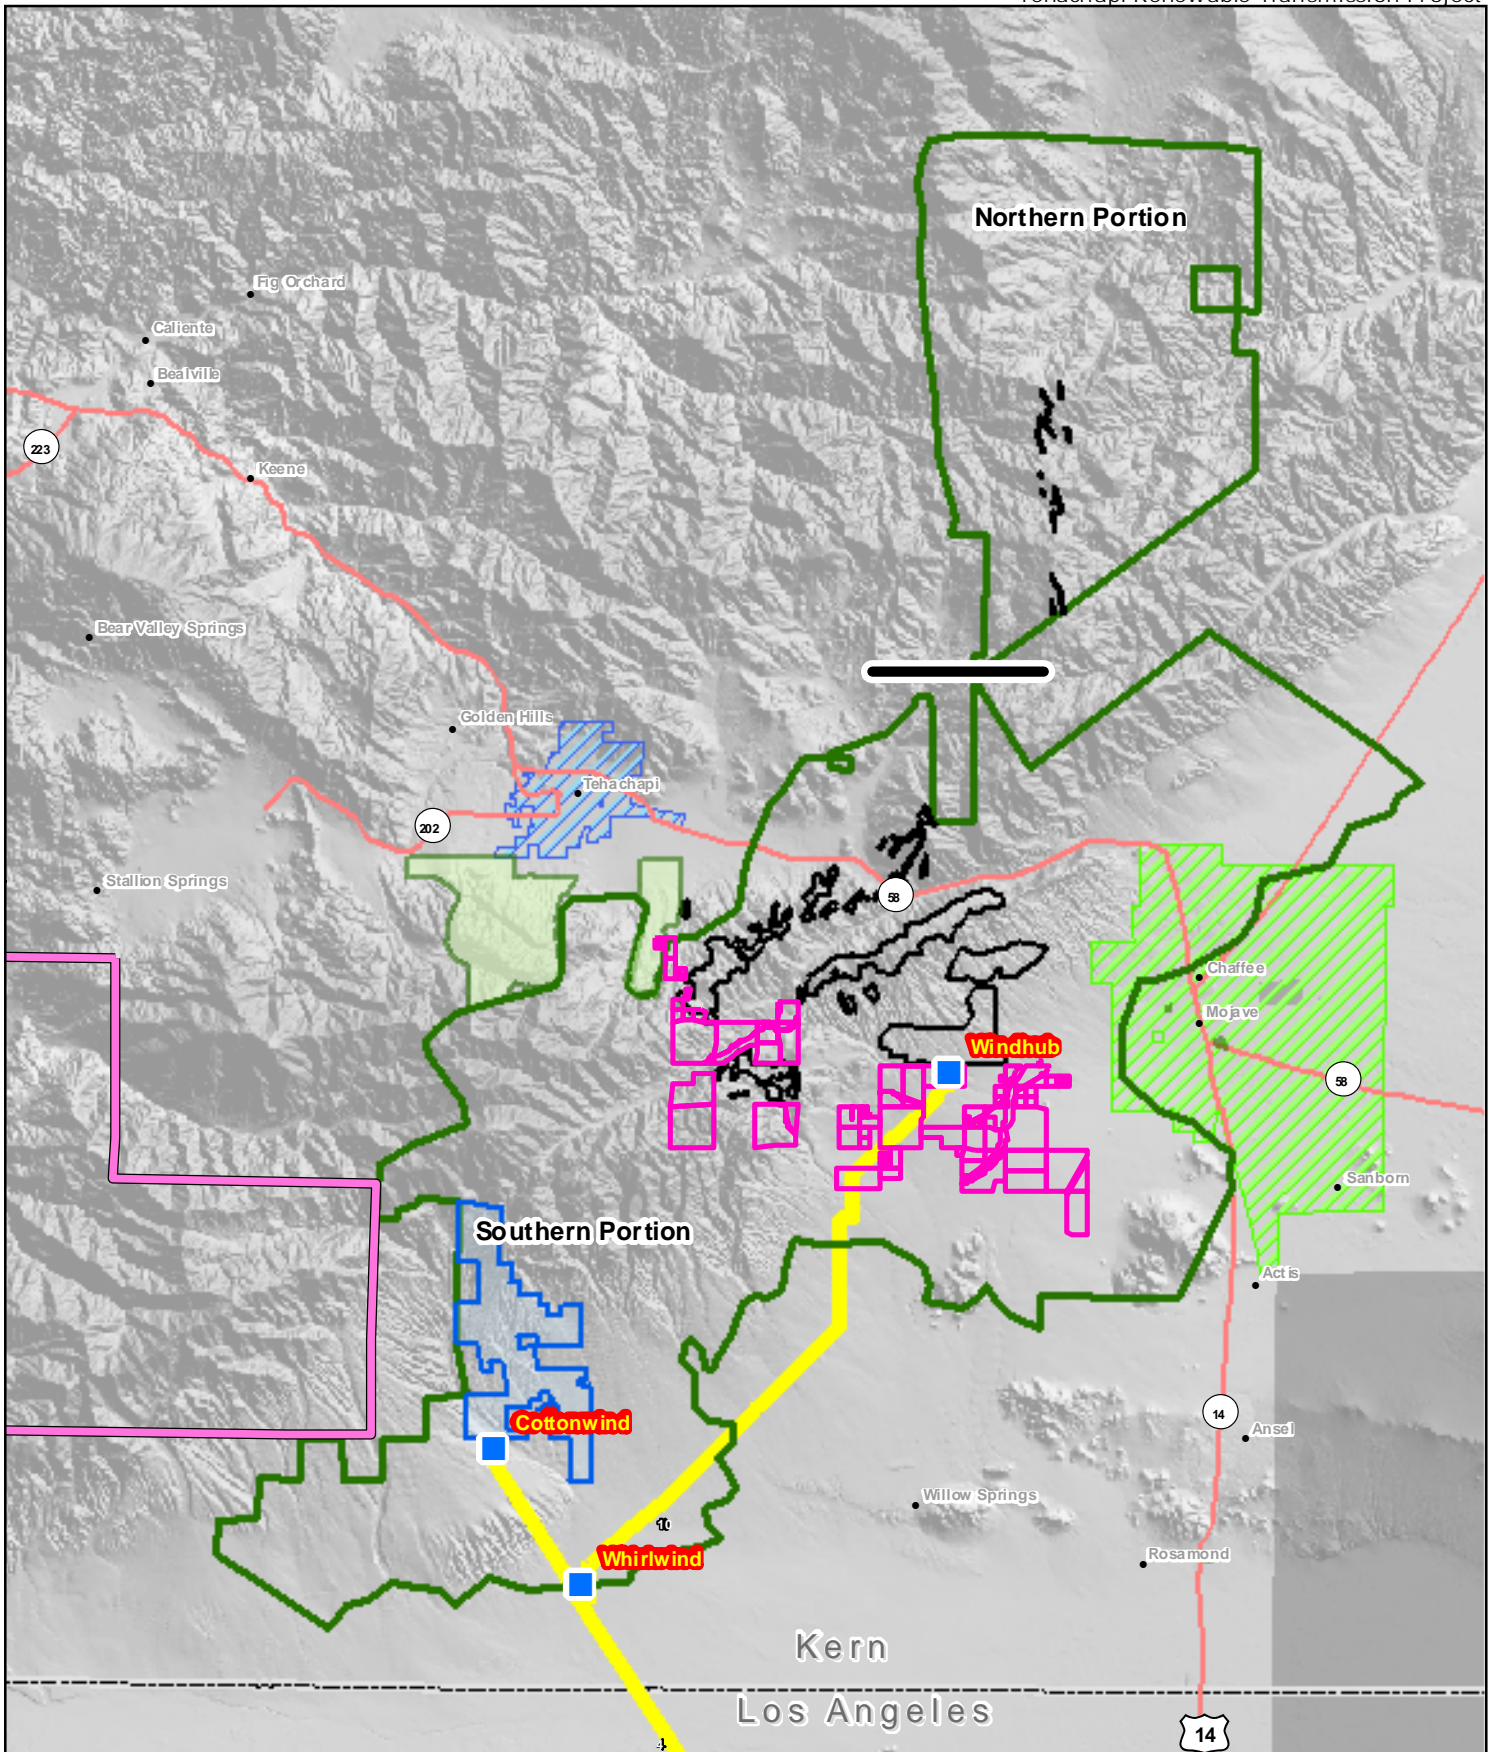 Tehachapi Renewable Transmission Project
Northern Portion
Fig Orchard
Caliente
Bealville
223
Keene
Bear Valley Springs
Golden Hills
Tehachapi
202
Stallion Springs
58
Chaffee
Mojave
Windhub
58
Sanborn
Southern Portion
Actis
14
Cottonwind
Ansel
Willow Springs
10
Whirlwind
Rosamond
Kern
Los Angeles
14
4